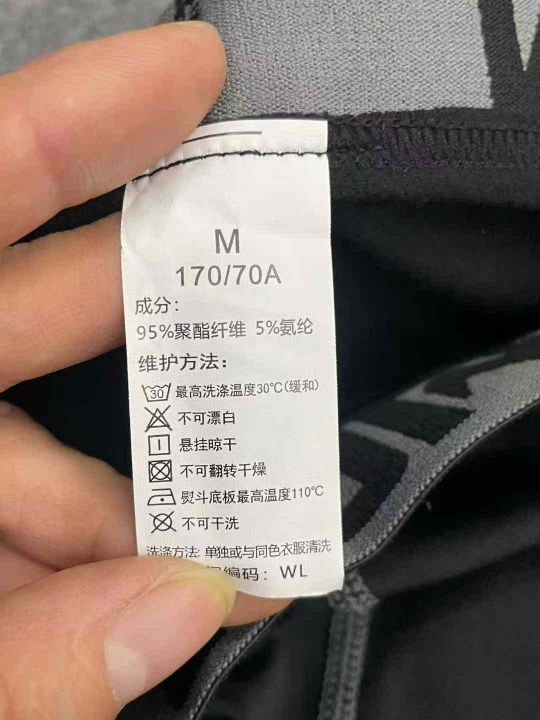 M
170/70A
成分:
95%聚酯纤维 5%氨纶
维护方法:
30 最高洗涤温度30℃(缓和)
不可漂白
悬挂晾干
不可翻转干燥
熨斗底板最高温度110℃
不可干洗
洗涤方法: 单独或与同色衣服清洗
编码: WL